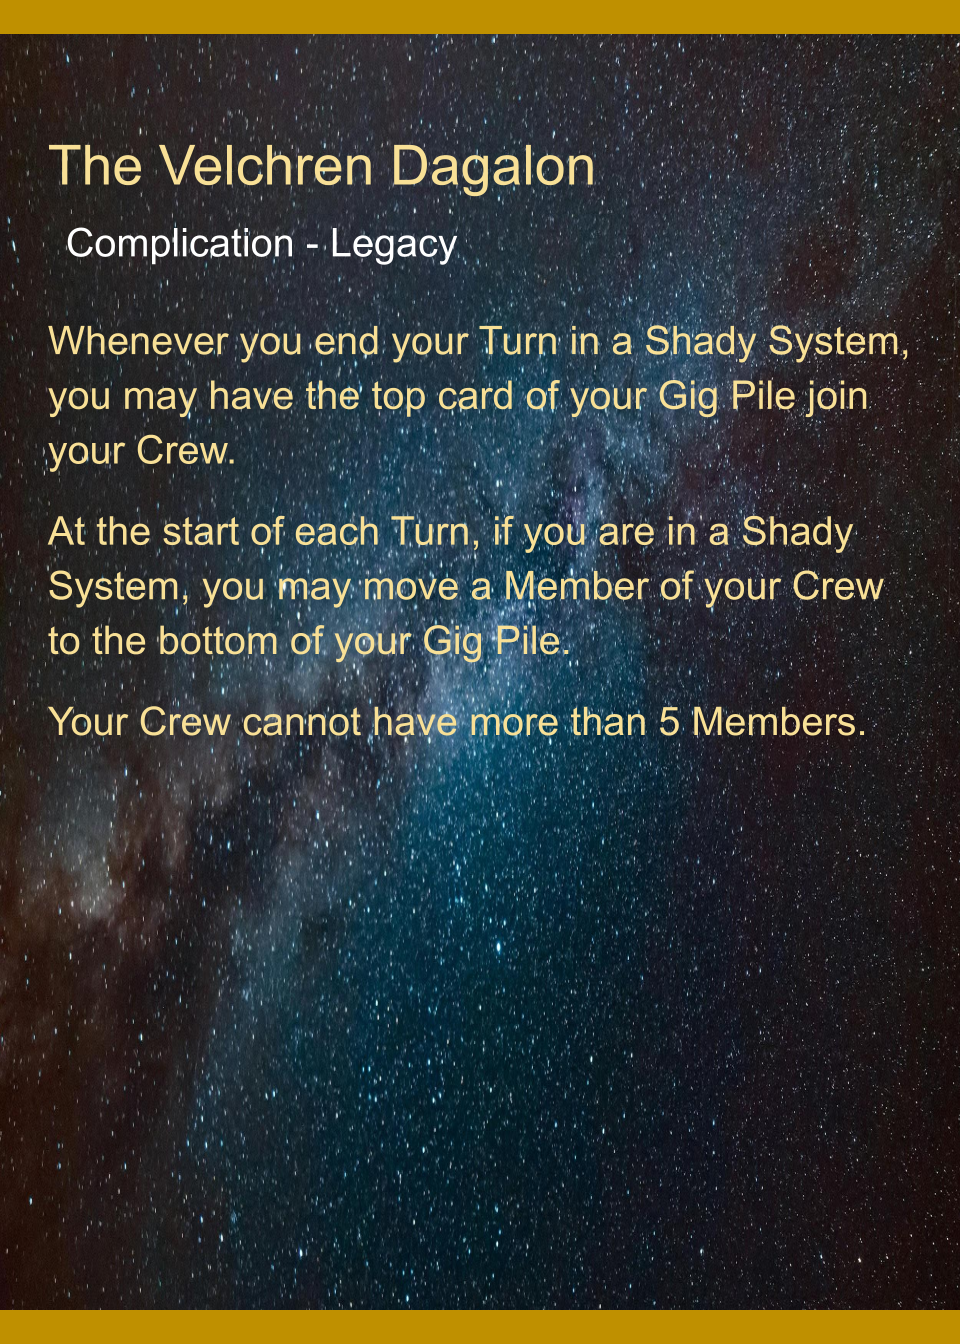 The Velchren Dagalon
Complication - Legacy
Whenever you end your Turn in a Shady System,
you may have the top card of your Gig Pile join
your Crew.
At the start of each Turn, if you are in a Shady
System, you may move a Member of your Crew
to the bottom of your Gig Pile.
Your Crew cannot have more than 5 Members.